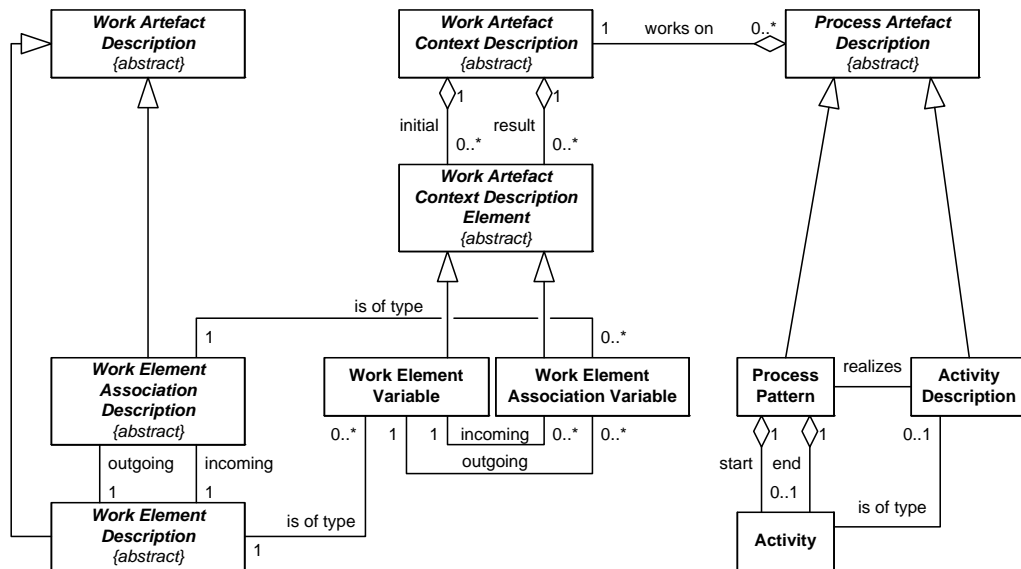 Work Artefact
Description
{abstract}
Work Artefact
Context Description
{abstract}
1
works on
0..*
Process Artefact
Description
{abstract}
1
1
initial
result
0..*
0..*
Work Artefact
Context Description
Element
{abstract}
is of type
1
0..*
Work Element
Association
Description
{abstract}
Work Element
Variable
Work Element
Association Variable
Process
Pattern
realizes
Activity
Description
0..*
1
1
incoming
0..*
0..*
outgoing
1
1
0..1
outgoing
incoming
start
end
1
1
0..1
Work Element
Description
{abstract}
1
is of type
Activity
is of type